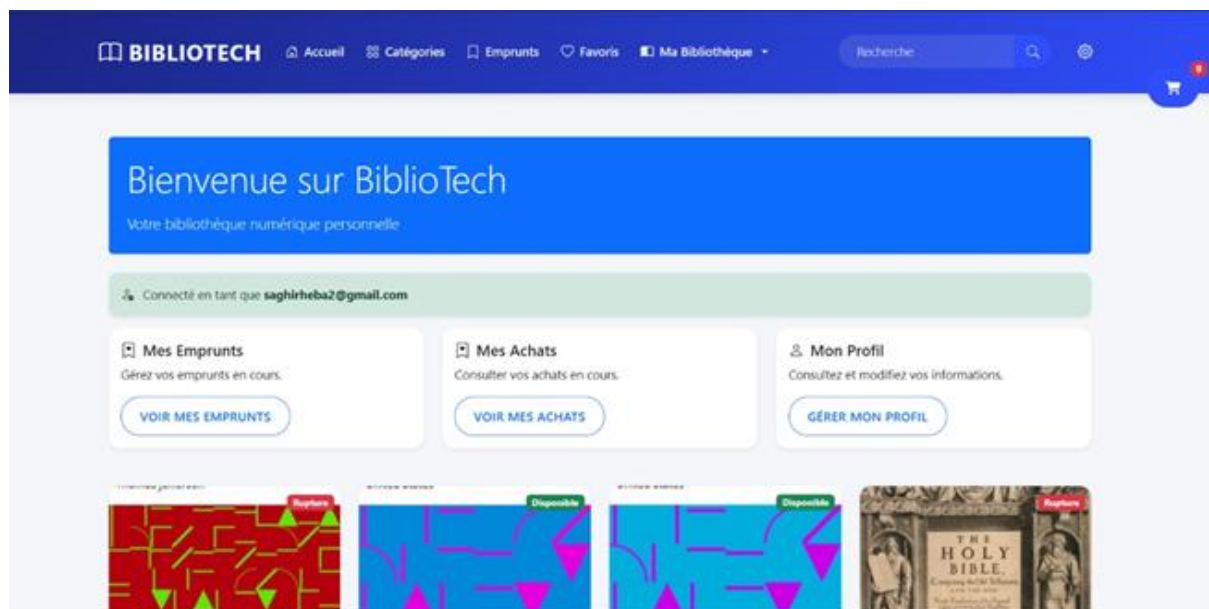 BIBLIOTECH Accueil Catégories Emprunts Favoris Ma Bibliothèque Recherche
Bienvenue sur BiblioTech
Votre bibliothèque numérique personnelle
Connecté en tant que saghirheba2@gmail.com
Mes Emprunts
Gérez vos emprunts en cours.
VOIR MES EMPRUNTS
Mes Achats
Consulter vos achats en cours.
VOIR MES ACHATS
Mon Profil
Consultez et modifiez vos informations.
GÉRER MON PROFIL
Rupture
Disponible
Disponible
Rupture
THE
HOLY
BIBLE,